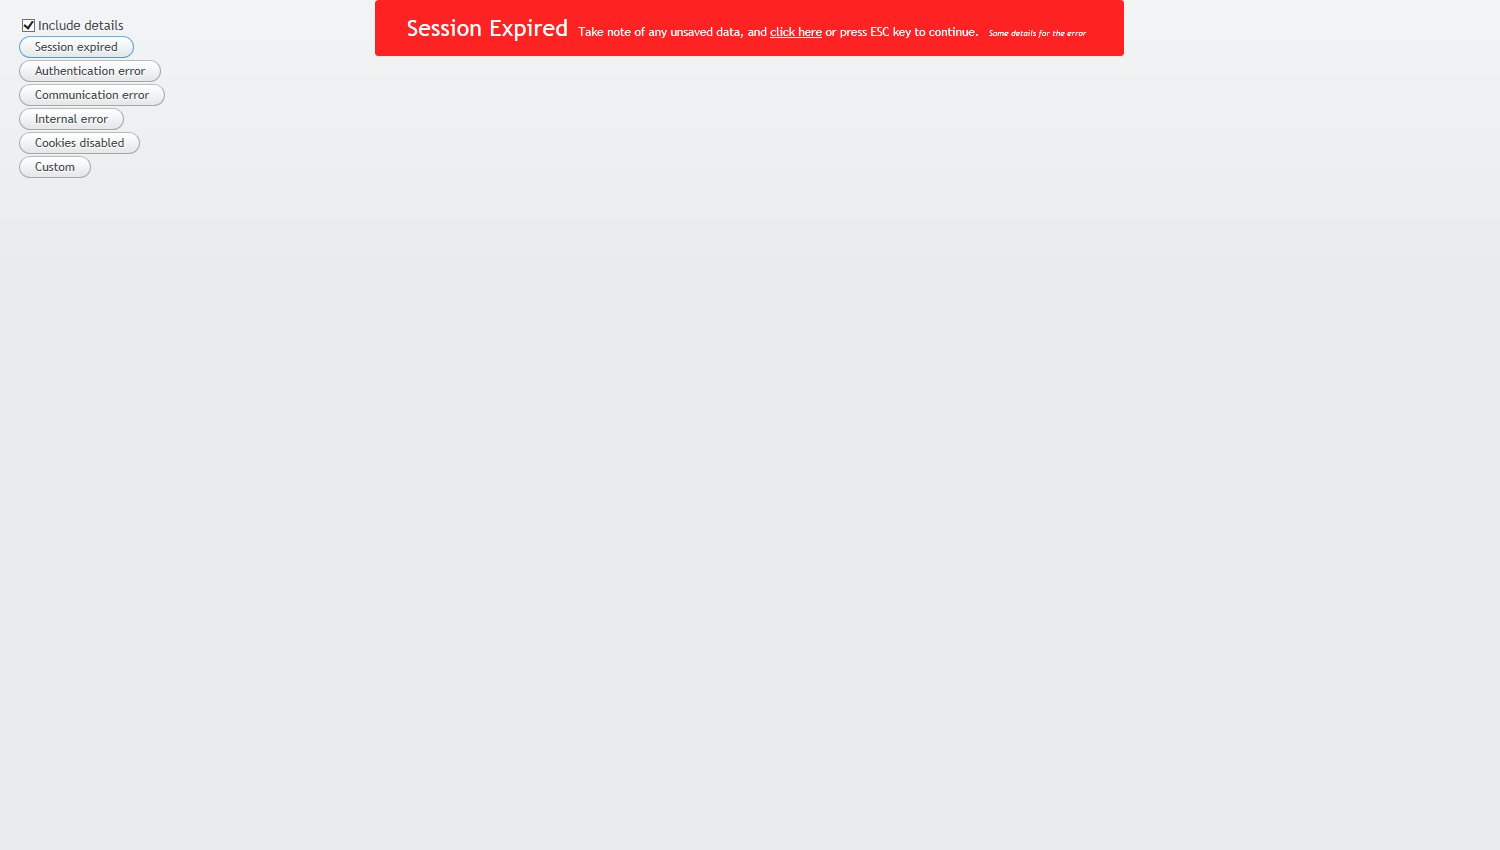 Include details
Session expired
Authentication error
Communication error
Internal error
Cookies disabled
Custom
Session Expired Take note of any unsaved data, and click here or press ESC key to continue. Some details for the error